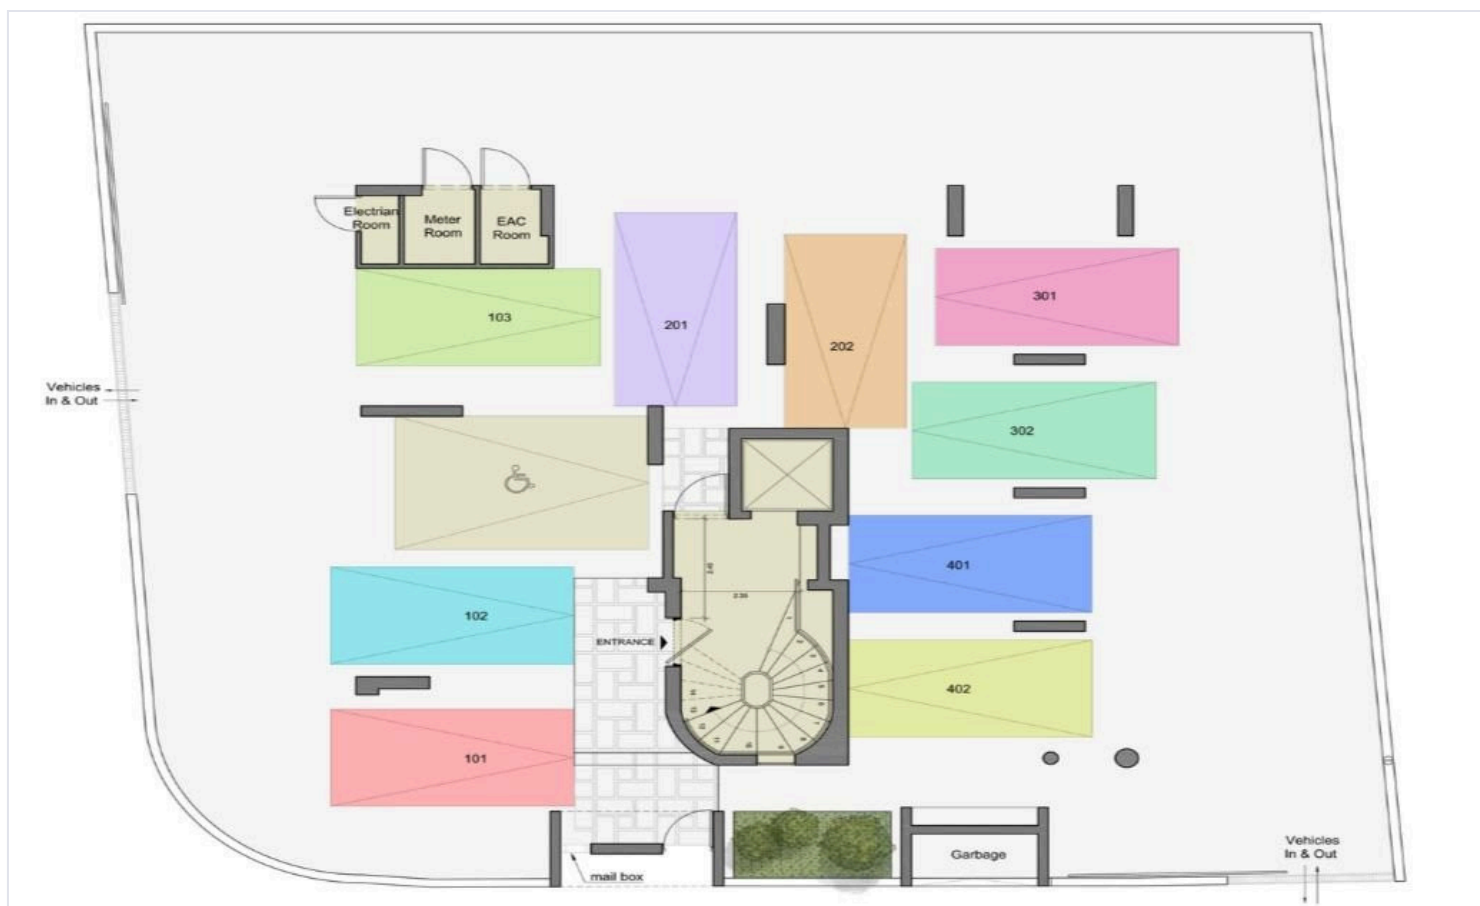 Electrian
Room
Meter
Room
EAC
Room
103
201
202
301
302
Vehicles
In & Out
401
102
ENTRANCE
402
101
Garbage
Vehicles
In & Out
mail box